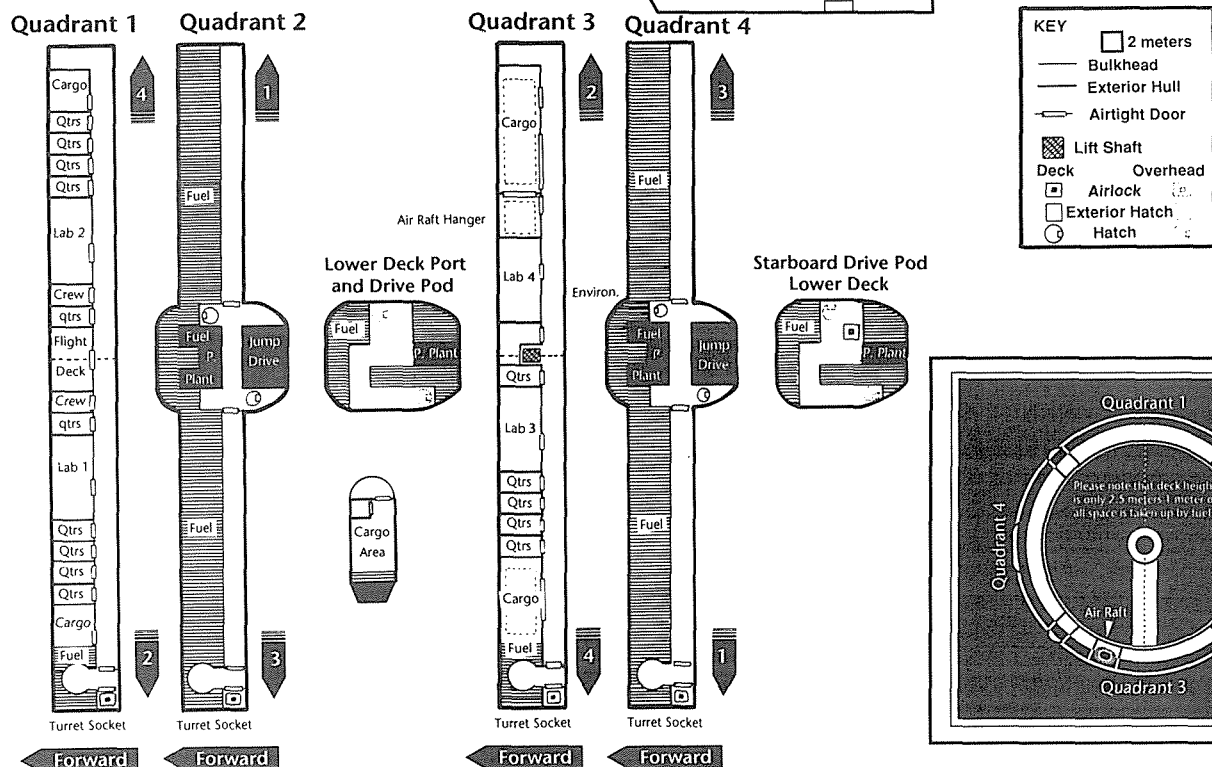 Quadrant 1
Quadrant 2
Quadrant 3
Quadrant 4
KEY
2 meters
Bulkhead
Exterior Hull
Airtight Door
Lift Shaft
Deck Overhead
Airlock
Exterior Hatch
Hatch
4
Cargo
Qtrs
Qtrs
Qtrs
Qtrs
Lab 2
Crew
qtrs
Flight
Deck
Crew
qtrs
Lab 1
Qtrs
Qtrs
Qtrs
Qtrs
Cargo
Fuel
2
Turret Socket
Forward
1
Fuel
Fuel
P.
Plant
Jump
Drive
Fuel
3
Turret Socket
Forward
Lower Deck Port
and Drive Pod
Fuel
P. Plant
Cargo
Area
2
Cargo
Air Raft Hanger
Lab 4
Environ.
Qtrs
Lab 3
Qtrs
Qtrs
Qtrs
Qtrs
Cargo
Fuel
4
Turret Socket
Forward
3
Fuel
Fuel
P.
Plant
Jump
Drive
Fuel
1
Turret Socket
Forward
Starboard Drive Pod
Lower Deck
Fuel
P. Plant
Quadrant 1
Please note that deck height
only 2.5 meters 1 meter
all space is taken up by fuel
Quadrant 4
Air Raft
Quadrant 3